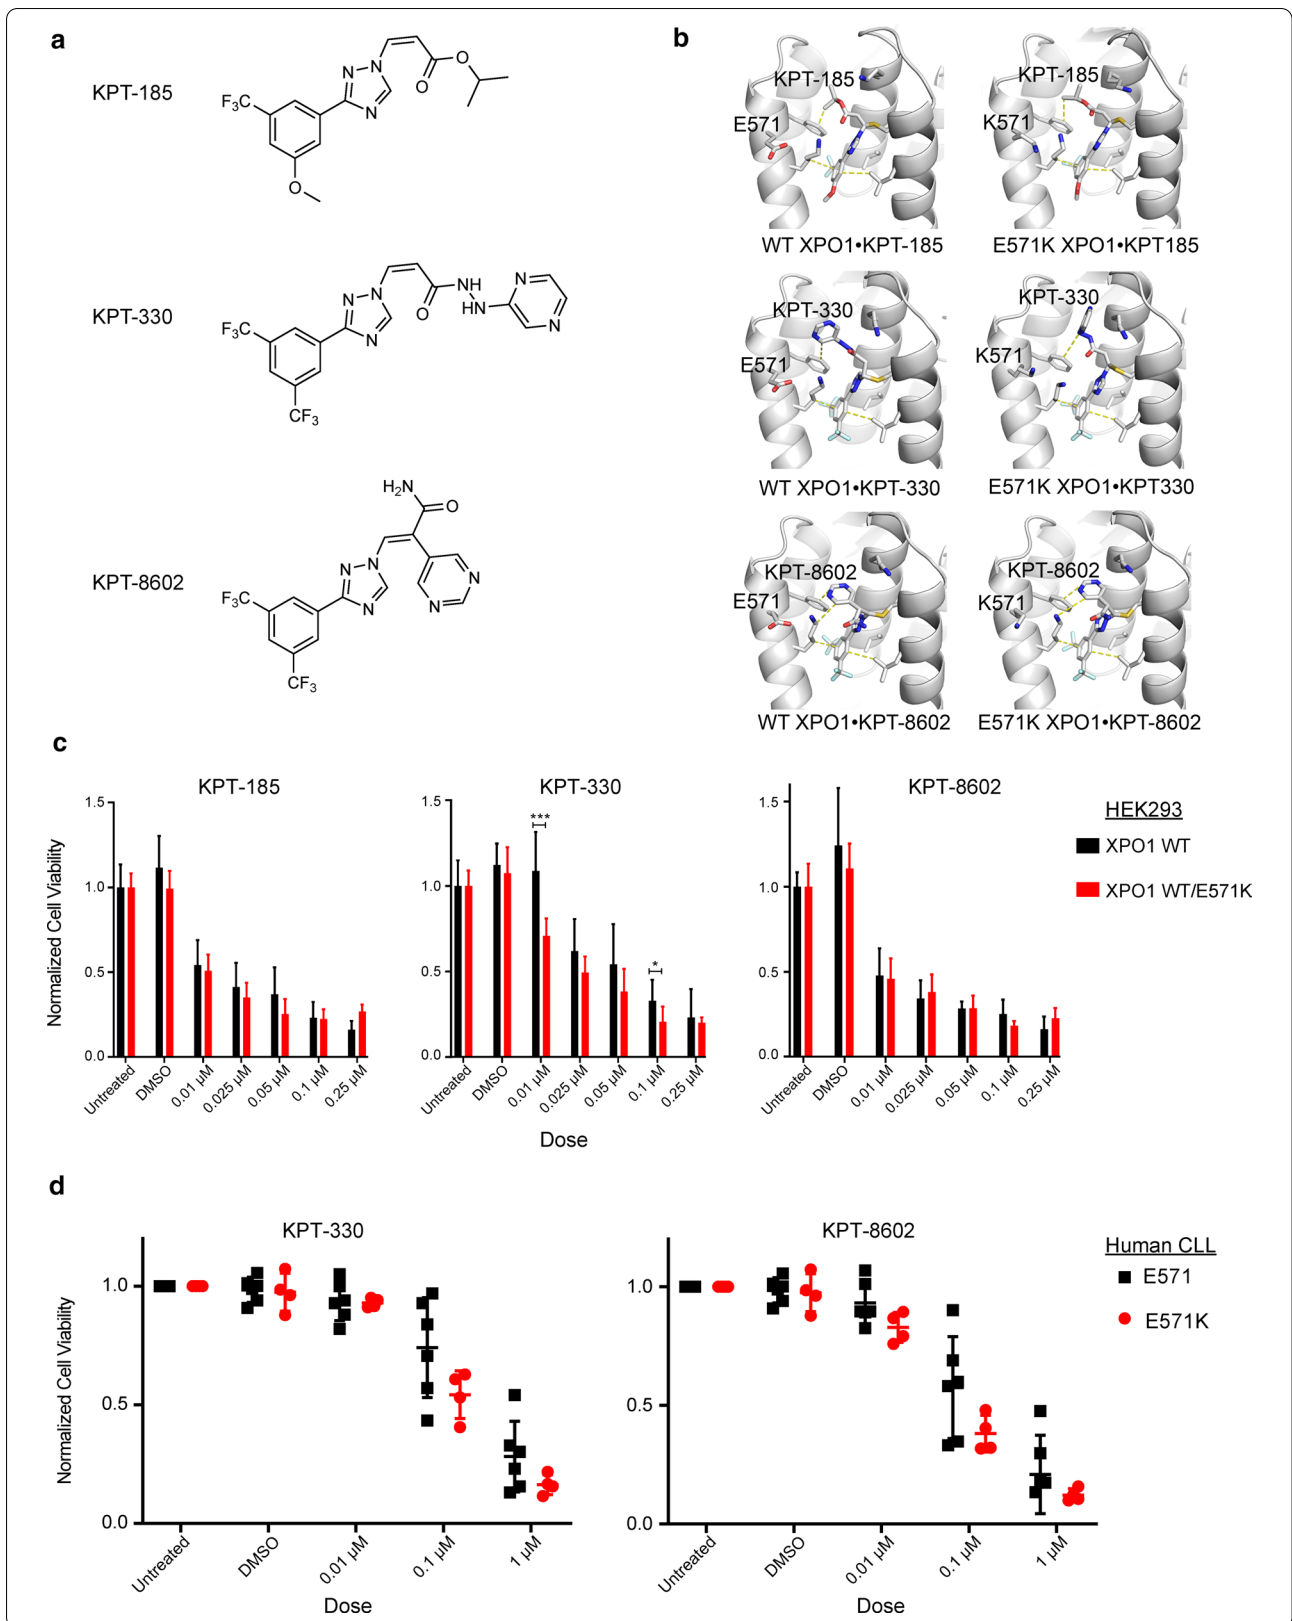 a
KPT-185
F3C
N
N
N
O
O
O
KPT-330
F3C
CF3
N
N
N
O
NH
HN
N
N
KPT-8602
F3C
CF3
N
N
N
H2N
O
N
N
b
KPT-185
E571
WT XPO1•KPT-185
KPT-185
K571
E571K XPO1•KPT185
KPT-330
E571
WT XPO1•KPT-330
KPT-330
K571
E571K XPO1•KPT330
KPT-8602
E571
WT XPO1•KPT-8602
KPT-8602
K571
E571K XPO1•KPT-8602
c
KPT-185
Normalized Cell Viability
1.5
1.0
0.5
0.0
Untreated
DMSO
0.01 µM
0.025 µM
0.05 µM
0.1 µM
0.25 µM
KPT-330
1.5
1.0
0.5
0.0
***
*
Untreated
DMSO
0.01 µM
0.025 µM
0.05 µM
0.1 µM
0.25 µM
Dose
KPT-8602
1.5
1.0
0.5
0.0
Untreated
DMSO
0.01 µM
0.025 µM
0.05 µM
0.1 µM
0.25 µM
HEK293
XPO1 WT
XPO1 WT/E571K
d
KPT-330
Normalized Cell Viability
1.0
0.5
0.0
Untreated
DMSO
0.01 µM
0.1 µM
1 µM
Dose
KPT-8602
1.0
0.5
0.0
Untreated
DMSO
0.01 µM
0.1 µM
1 µM
Dose
Human CLL
E571
E571K